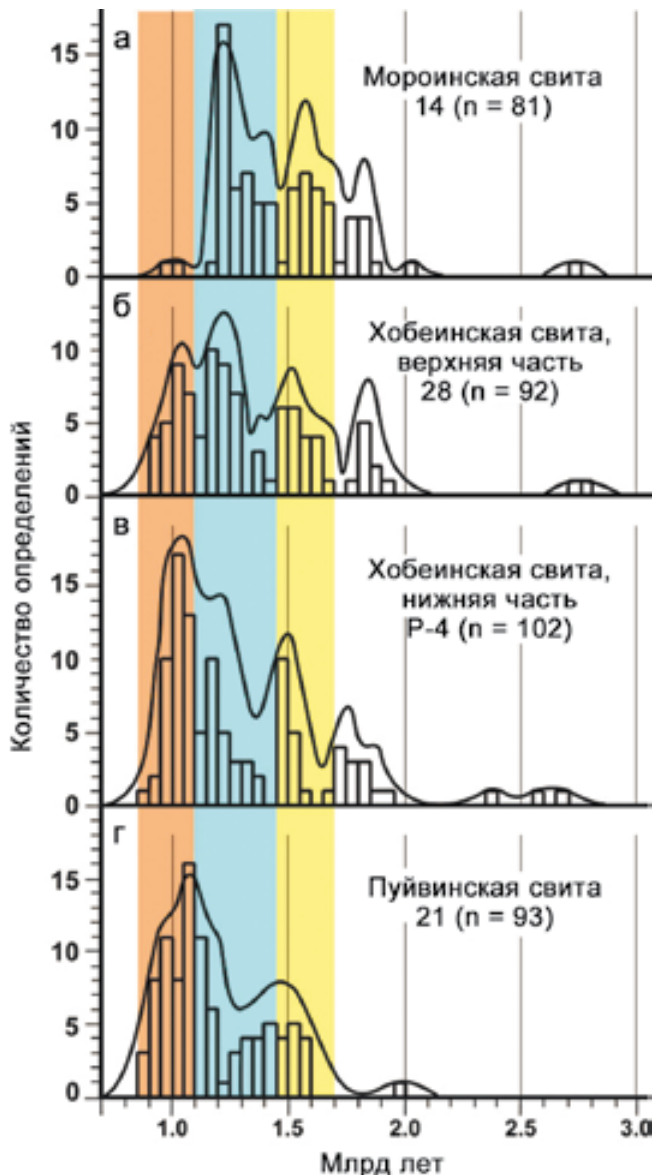 а
Мороинская свита
14 (n = 81)
15
10
5
0
б
Хобеинская свита,
верхняя часть
28 (n = 92)
10
5
0
в
Хобеинская свита,
нижняя часть
Р-4 (n = 102)
15
10
5
0
г
Пуйвинская свита
21 (n = 93)
15
10
5
0
Количество определений
1.0 1.5 2.0 2.5 3.0
Млрд лет